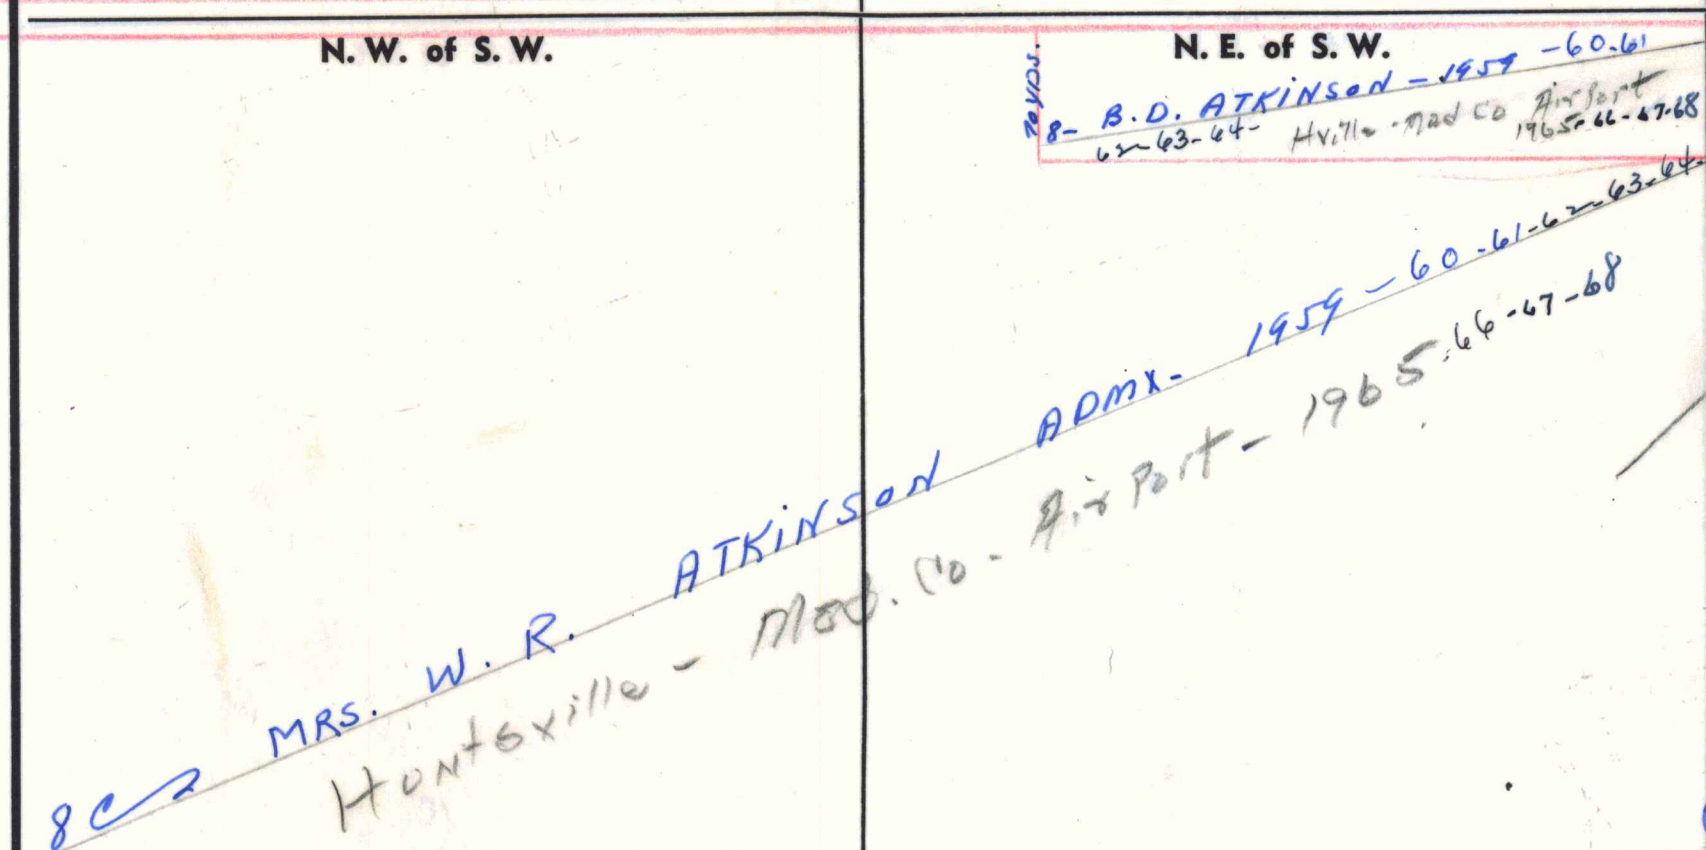 N. W. of S. W.
N. E. of S. W.
70 YDS.
8- B. D. ATKINSON - 1959 - 60-61
62-63-64-
Hville - Mad Co Air Port
1965-66-67-68
MRS. W. R. ATKINSON ADMX- 1959 - 60 -61-62-63-64-
Huntsville - Mad. Co - Air Port - 1965-66-67-68